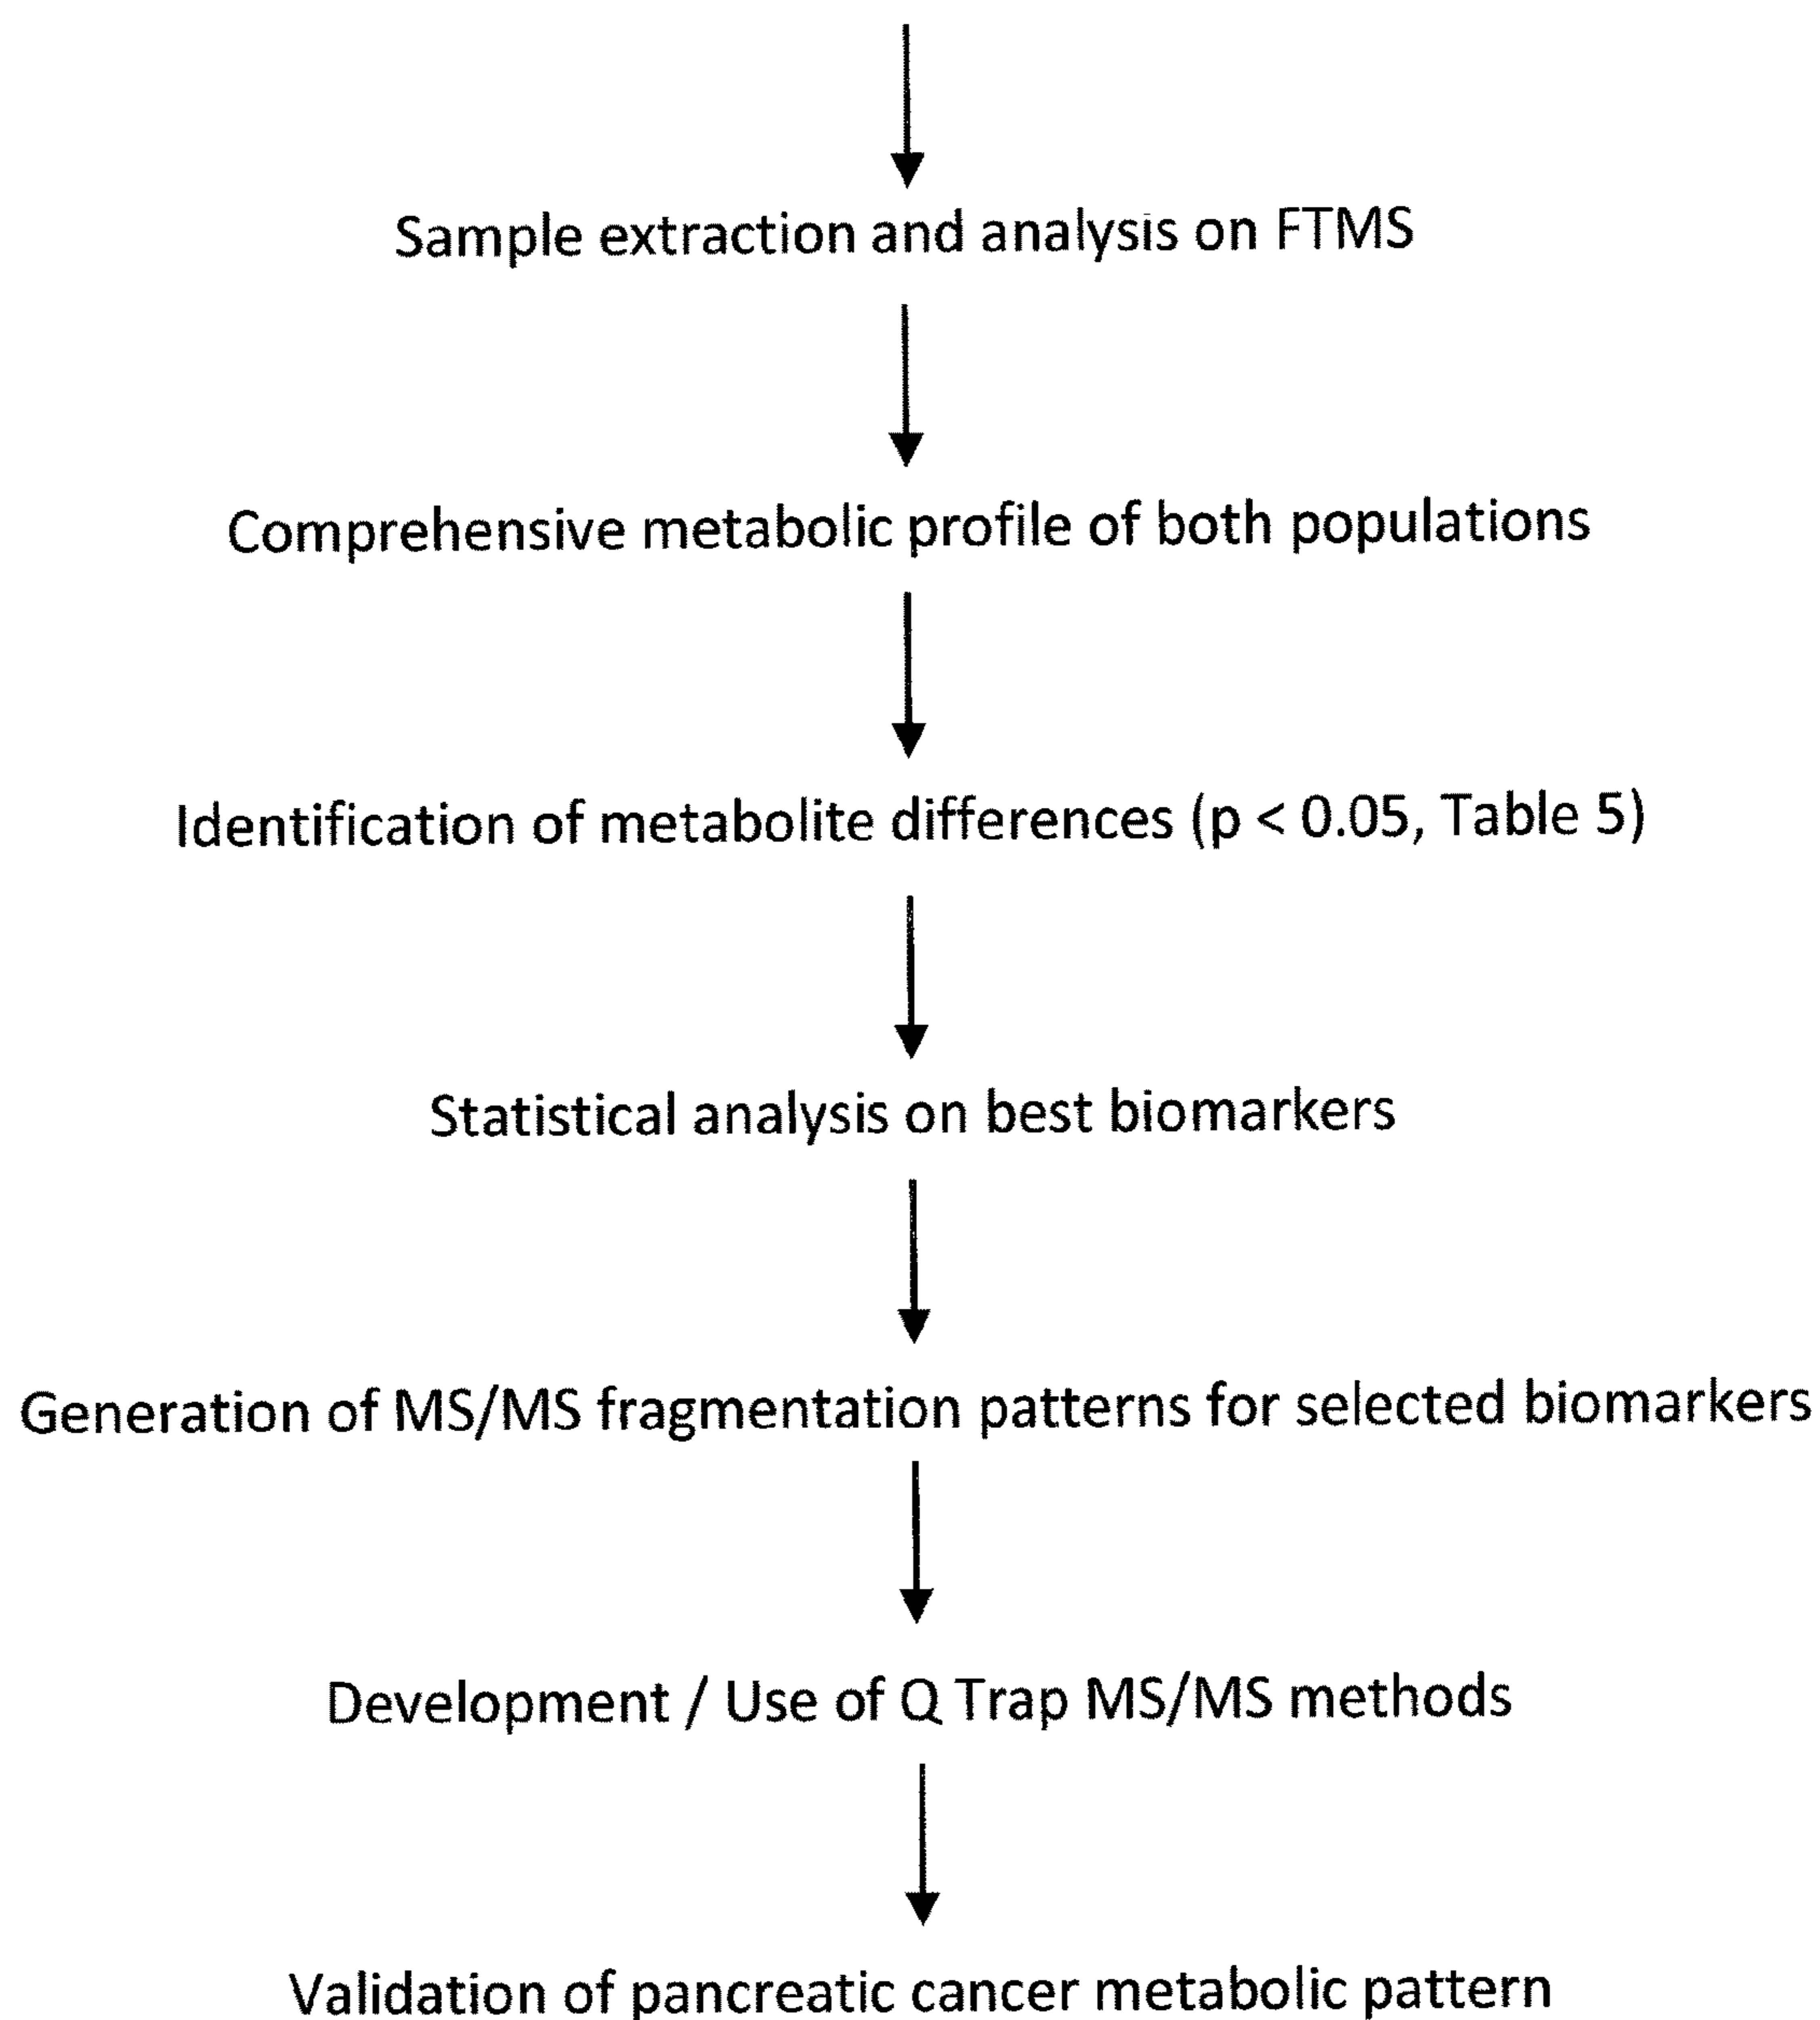 Sample extraction and analysis on FTMS
Comprehensive metabolic profile of both populations
Identification of metabolite differences (p < 0.05, Table 5)
Statistical analysis on best biomarkers
Generation of MS/MS fragmentation patterns for selected biomarkers
Development / Use of Q Trap MS/MS methods
Validation of pancreatic cancer metabolic pattern